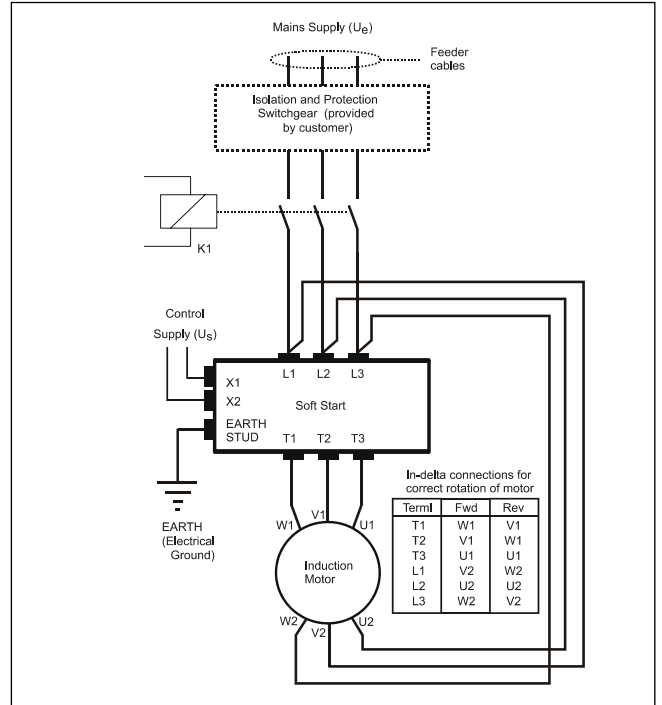 Mains Supply (Ue)
Feeder
cables
Isolation and Protection
Switchgear (provided
by customer)
K1
Control
Supply (Us)
L1 L2 L3
X1
X2
Soft Start
EARTH
STUD
T1 T2 T3
EARTH
(Electrical
Ground)
W1 V1 U1
Induction
Motor
W2 V2 U2
In-delta connections for
correct rotation of motor
Terml Fwd Rev
T1 W1 V1
T2 V1 W1
T3 U1 U1
L1 V2 W2
L2 U2 U2
L3 W2 V2